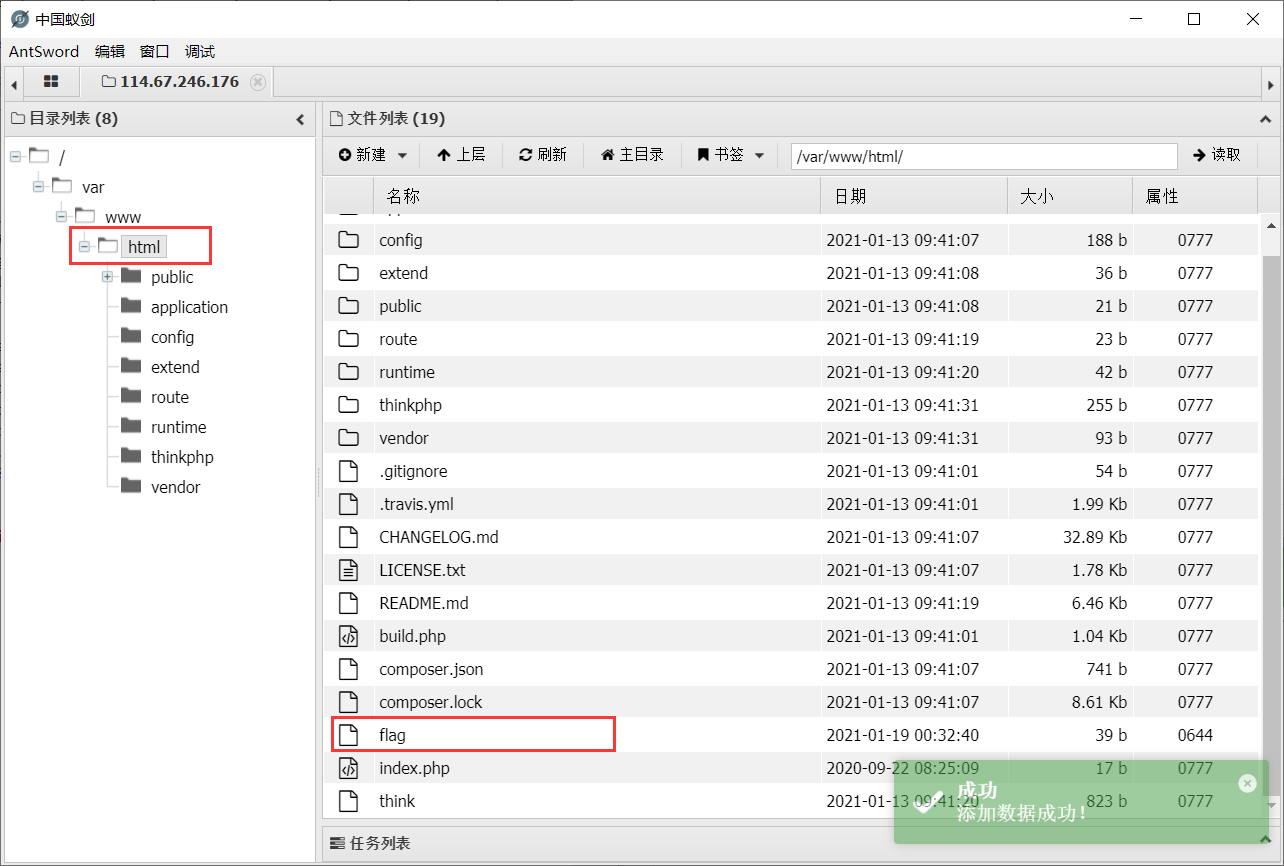 中国蚁剑
AntSword 编辑 窗口 调试
114.67.246.176
目录列表 (8)
/
var
www
html
public
application
config
extend
route
runtime
thinkphp
vendor
文件列表 (19)
新建 上层 刷新 主目录 书签 /var/www/html/ 读取
名称 日期 大小 属性
config 2021-01-13 09:41:07 188 b 0777
extend 2021-01-13 09:41:08 36 b 0777
public 2021-01-13 09:41:08 21 b 0777
route 2021-01-13 09:41:19 23 b 0777
runtime 2021-01-13 09:41:20 42 b 0777
thinkphp 2021-01-13 09:41:31 255 b 0777
vendor 2021-01-13 09:41:31 93 b 0777
.gitignore 2021-01-13 09:41:01 54 b 0777
.travis.yml 2021-01-13 09:41:01 1.99 Kb 0777
CHANGELOG.md 2021-01-13 09:41:07 32.89 Kb 0777
LICENSE.txt 2021-01-13 09:41:07 1.78 Kb 0777
README.md 2021-01-13 09:41:19 6.46 Kb 0777
build.php 2021-01-13 09:41:01 1.04 Kb 0777
composer.json 2021-01-13 09:41:07 741 b 0777
composer.lock 2021-01-13 09:41:07 8.61 Kb 0777
flag 2021-01-19 00:32:40 39 b 0644
index.php 2020-09-22 08:25:09 17 b 0777
think 2021-01-13 09:41:20 823 b 0777
成功
添加数据成功！
任务列表